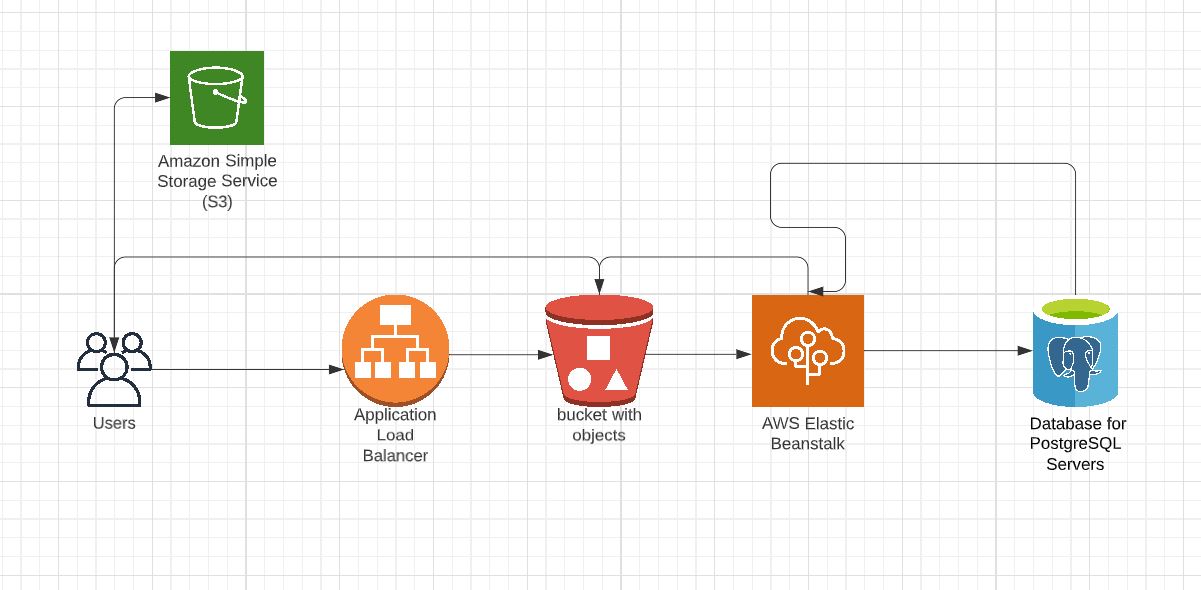 Amazon Simple
Storage Service
(S3)
Users
Application
Load
Balancer
bucket with
objects
AWS Elastic
Beanstalk
Database for
PostgreSQL
Servers